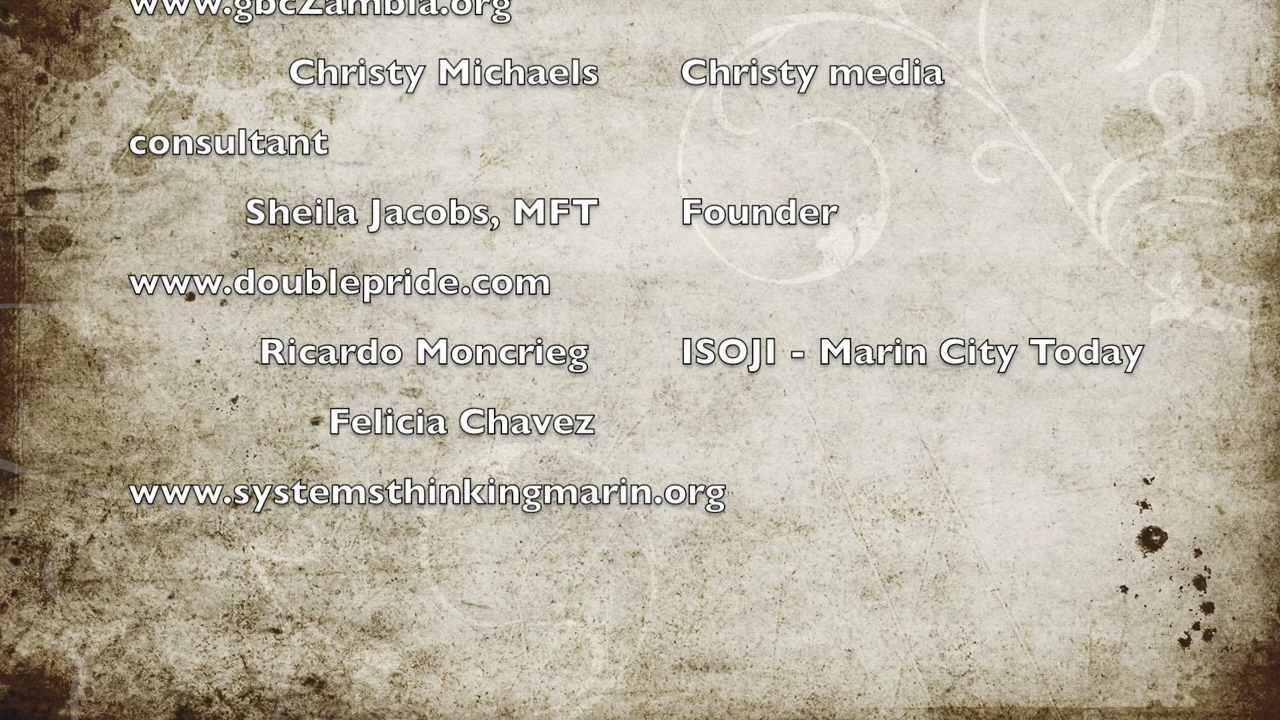 www.gbcZambia.org
Christy Michaels Christy media
consultant
Sheila Jacobs, MFT Founder
www.doublepride.com
Ricardo Moncrieg ISOJI - Marin City Today
Felicia Chavez
www.systemsthinkingmarin.org